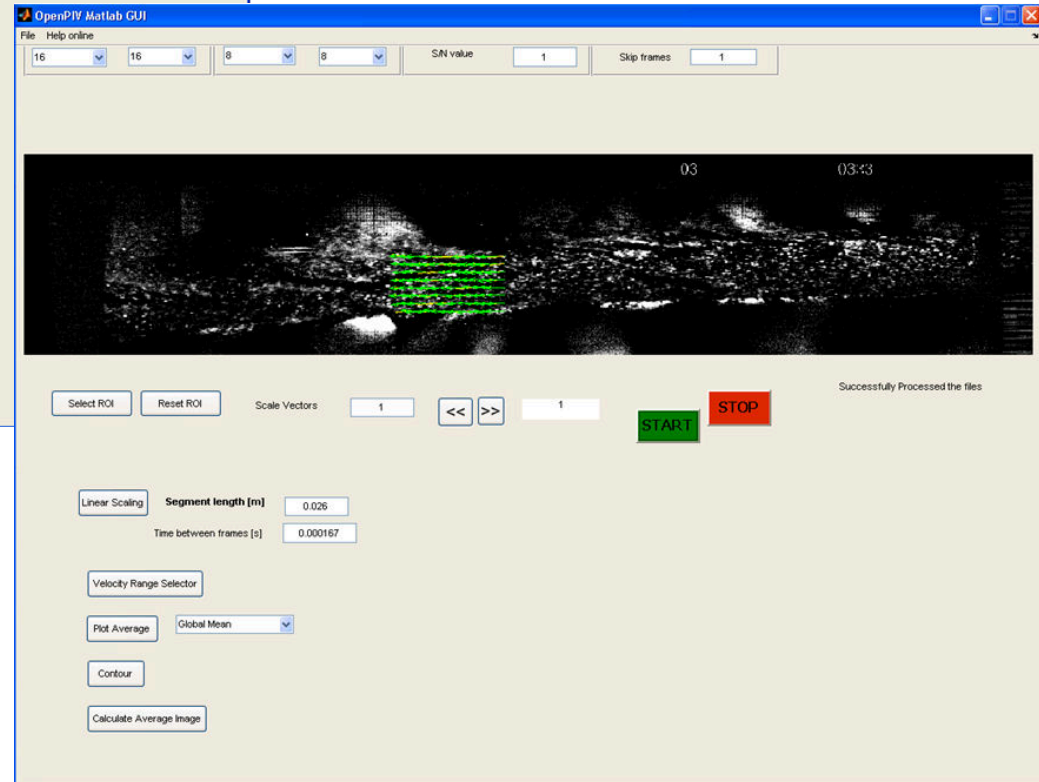 OpenPIV Matlab GUI
File Help online
16 16 8 8 S/N value 1 Skip frames 1
03 03:33
Successfully Processed the files
Select ROI Reset ROI Scale Vectors 1 << >> 1 START STOP
Linear Scaling Segment length [m] 0.026
Time between frames [s] 0.000167
Velocity Range Selector
Plot Average Global Mean
Contour
Calculate Average Image